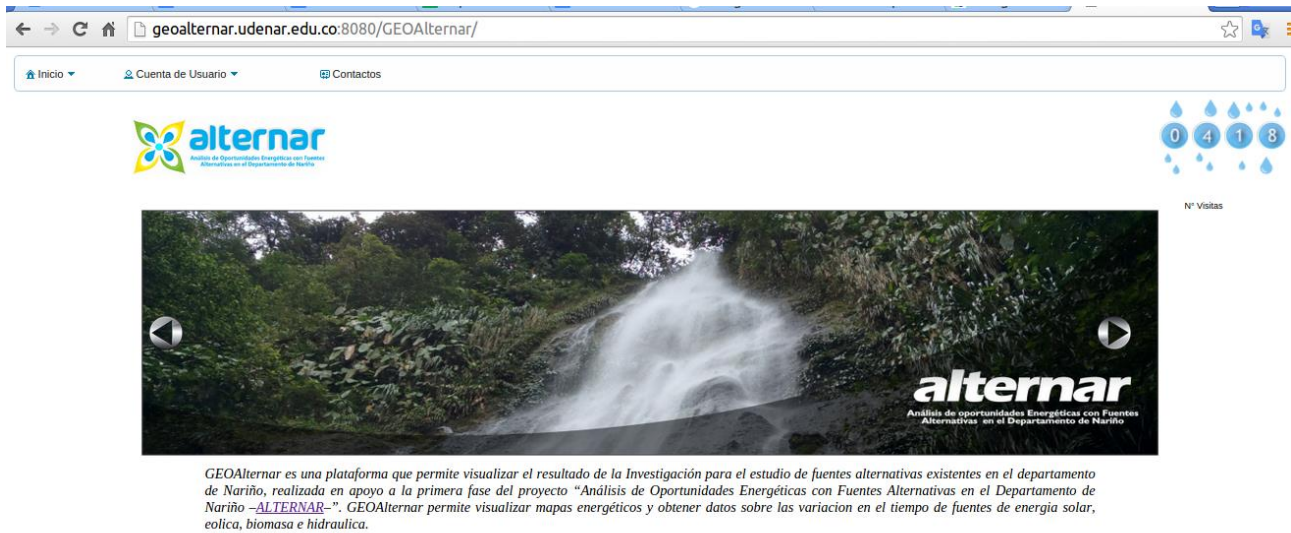 geoalternar.udenar.edu.co:8080/GEOAlternar/
Inicio
Cuenta de Usuario
Contactos
alternar
Análisis de Oportunidades Energéticas con Fuentes
Alternativas en el Departamento de Nariño
0 4 1 8
N° Visitas
alternar
Análisis de oportunidades Energéticas con Fuentes
Alternativas en el Departamento de Nariño
GEOAlternar es una plataforma que permite visualizar el resultado de la Investigación para el estudio de fuentes alternativas existentes en el departamento
de Nariño, realizada en apoyo a la primera fase del proyecto “Análisis de Oportunidades Energéticas con Fuentes Alternativas en el Departamento de
Nariño –ALTERNAR–”. GEOAlternar permite visualizar mapas energéticos y obtener datos sobre las variacion en el tiempo de fuentes de energia solar,
eolica, biomasa e hidraulica.